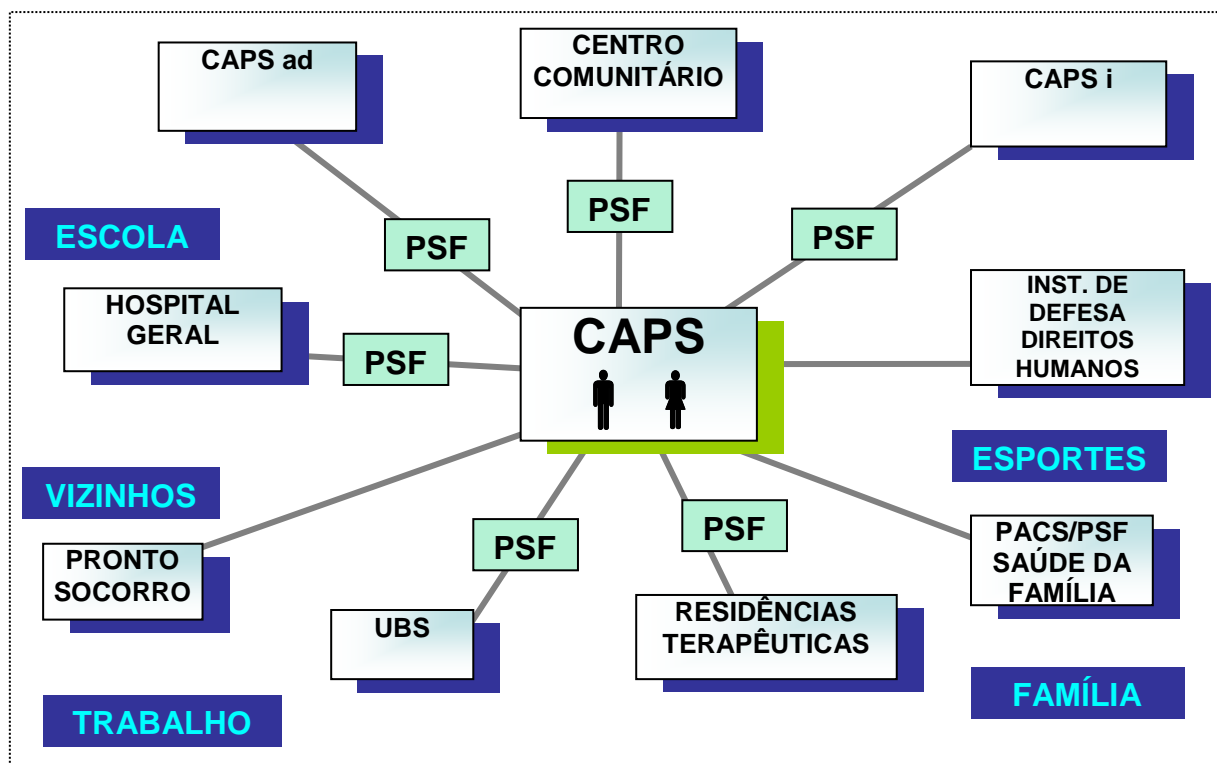 CAPS ad
CENTRO
COMUNITÁRIO
CAPS i
PSF
PSF
PSF
ESCOLA
HOSPITAL
GERAL
PSF
CAPS
INST. DE
DEFESA
DIREITOS
HUMANOS
ESPORTES
VIZINHOS
PRONTO
SOCORRO
PSF
PSF
PACS/PSF
SAÚDE DA
FAMÍLIA
UBS
RESIDÊNCIAS
TERAPÊUTICAS
TRABALHO
FAMÍLIA